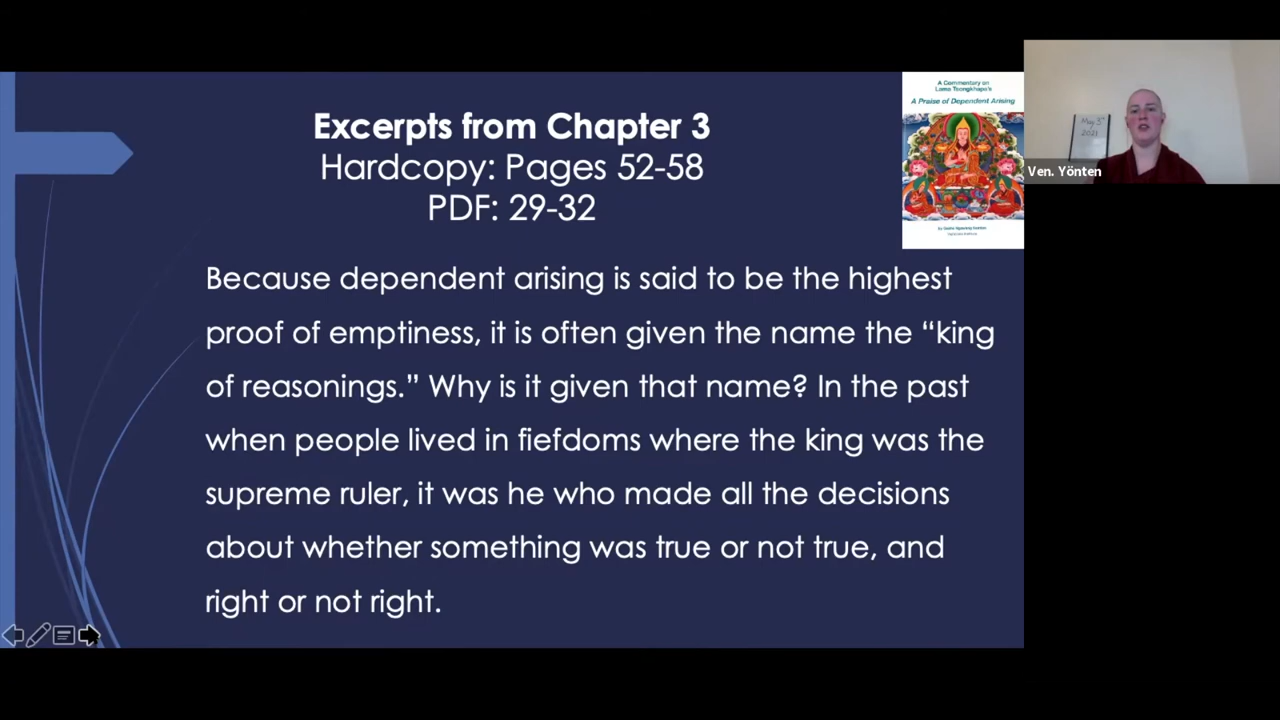 Excerpts from Chapter 3
Hardcopy: Pages 52-58
PDF: 29-32
Because dependent arising is said to be the highest
proof of emptiness, it is often given the name the “king
of reasonings.” Why is it given that name? In the past
when people lived in fiefdoms where the king was the
supreme ruler, it was he who made all the decisions
about whether something was true or not true, and
right or not right.
A Commentary on
Lama Tsongkhapa's
A Praise of Dependent Arising
May 5th
2021
Ven. Yönten